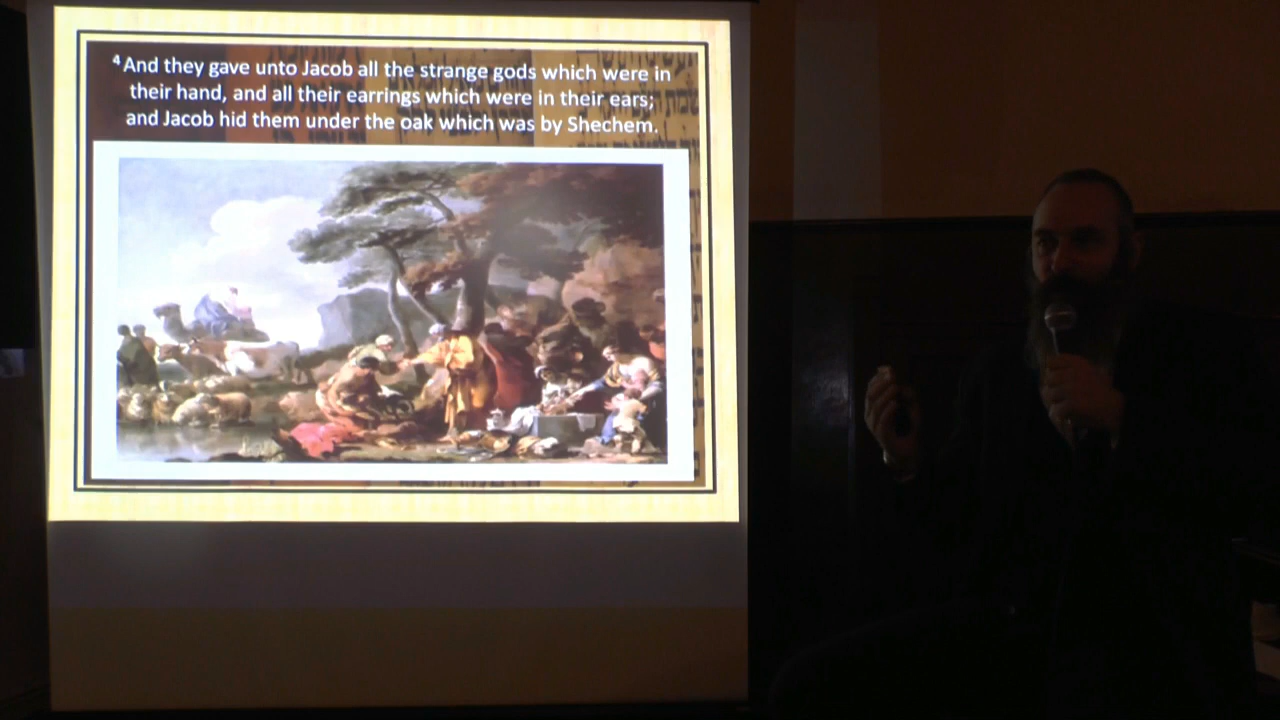 ⁴And they gave unto Jacob all the strange gods which were in
their hand, and all their earrings which were in their ears;
and Jacob hid them under the oak which was by Shechem.